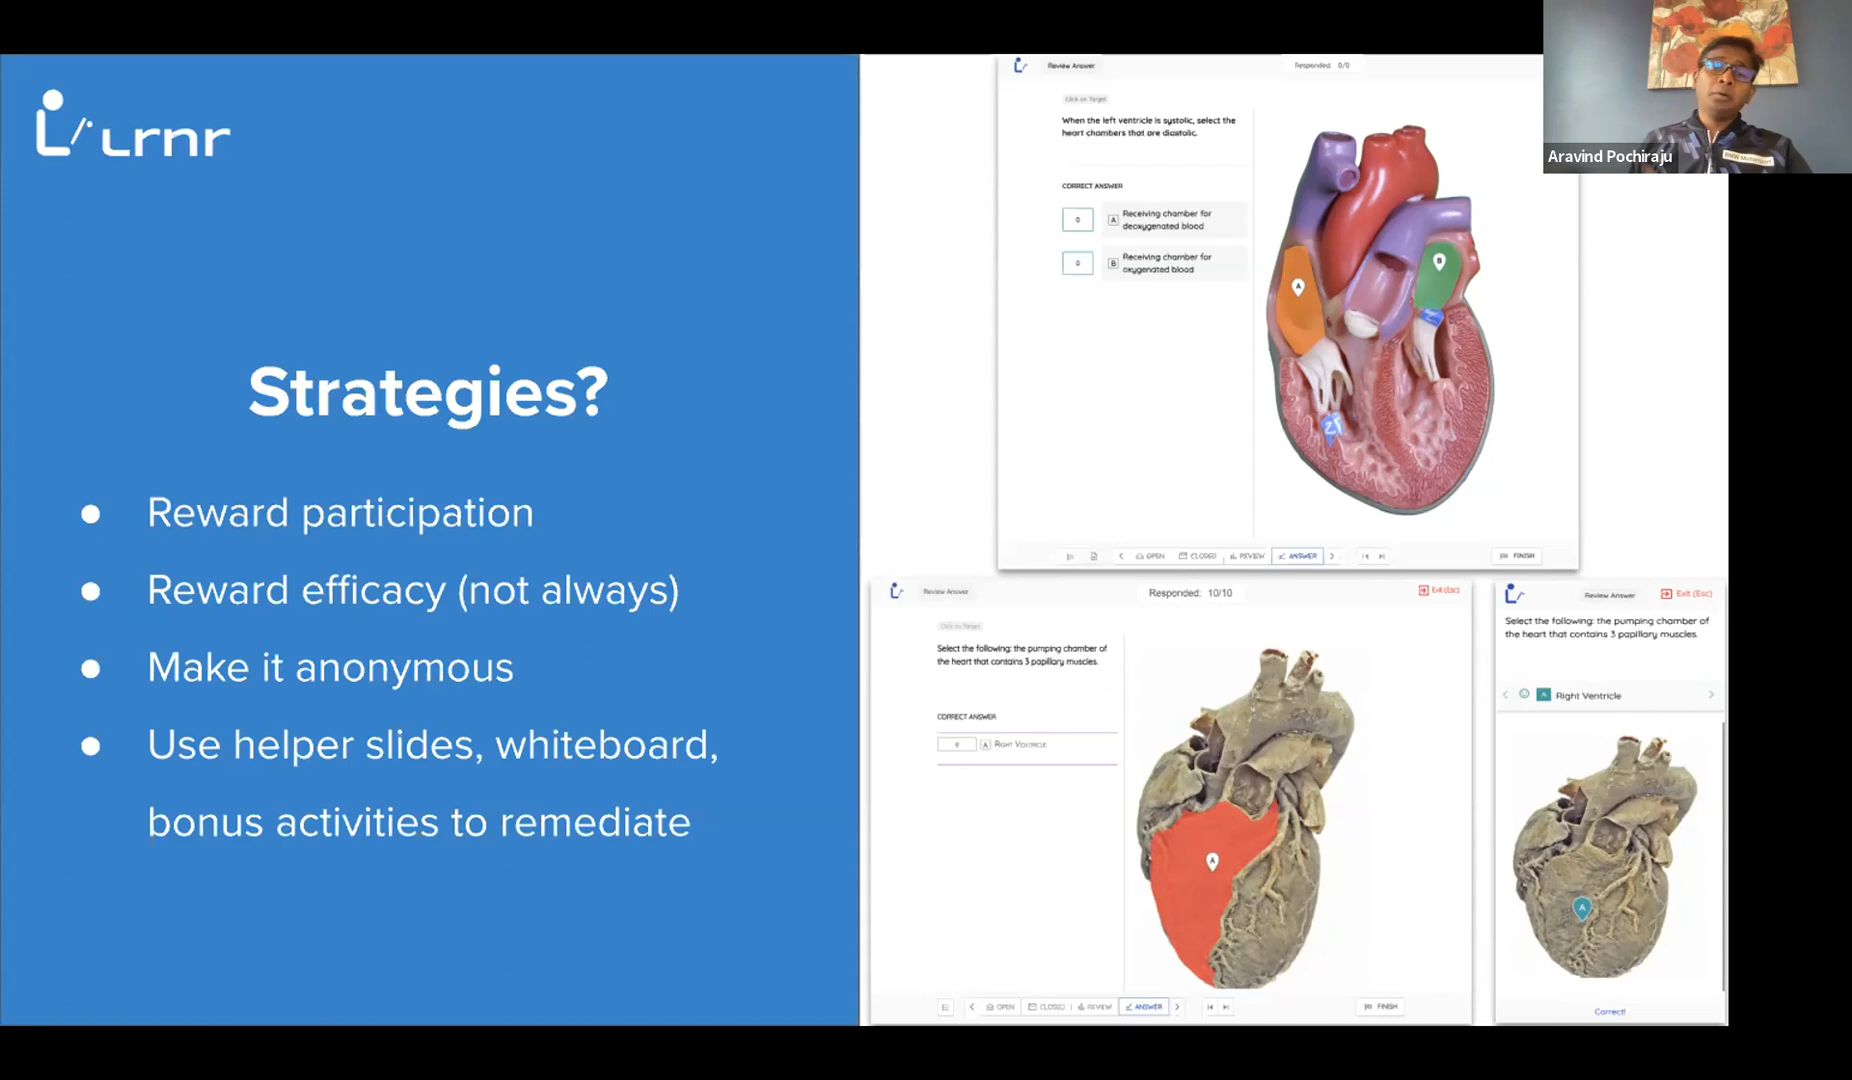 lrnr
Strategies?
● Reward participation
● Reward efficacy (not always)
● Make it anonymous
● Use helper slides, whiteboard,
bonus activities to remediate
Review Answer
Responded 0/0
Click on Target
When the left ventricle is systolic, select the
heart chambers that are diastolic.
CORRECT ANSWER
0 A Receiving chamber for
deoxygenated blood
0 B Receiving chamber for
oxygenated blood
A
B
OPEN CLOSED REVIEW ANSWER FINISH
Aravind Pochiraju
BMW Motorsport
Review Answer
Responded: 10/10
Exit (Esc)
Click on Target
Select the following: the pumping chamber of
the heart that contains 3 papillary muscles.
CORRECT ANSWER
A RIGHT VENTRICLE
A
OPEN CLOSED REVIEW ANSWER FINISH
Review Answer
Exit (Esc)
Select the following: the pumping chamber of
the heart that contains 3 papillary muscles.
A Right Ventricle
A
Correct!